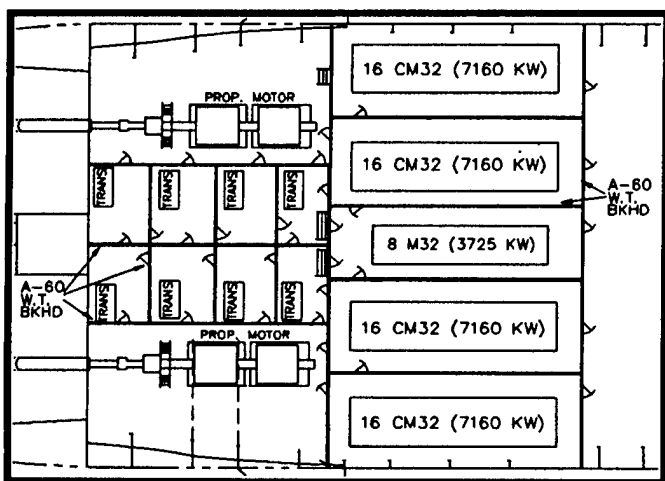 16 CM32 (7160 KW)
PROP. MOTOR
16 CM32 (7160 KW)
TRANS
TRANS
TRANS
TRANS
A-60
W.T.
BKHD
8 M32 (3725 KW)
A-60
W.T.
BKHD
TRANS
TRANS
TRANS
TRANS
16 CM32 (7160 KW)
PROP. MOTOR
16 CM32 (7160 KW)